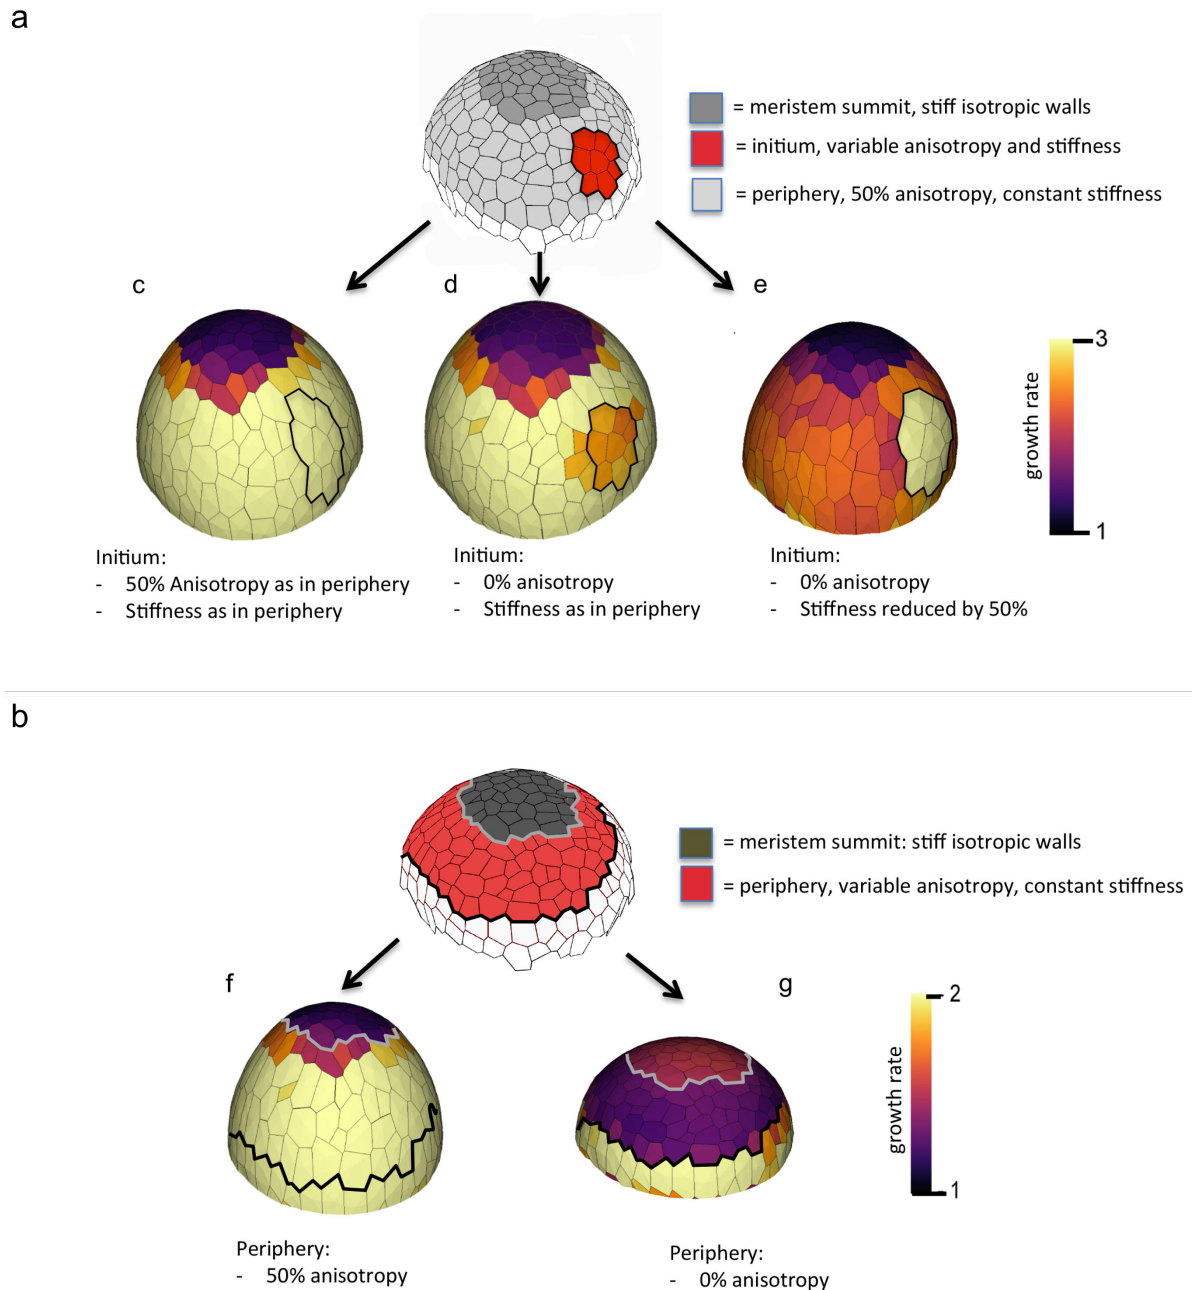 a
= meristem summit, stiff isotropic walls
= initium, variable anisotropy and stiffness
= periphery, 50% anisotropy, constant stiffness
c
d
e
3
growth rate
1
Initium:
- 50% Anisotropy as in periphery
- Stiffness as in periphery
Initium:
- 0% anisotropy
- Stiffness as in periphery
Initium:
- 0% anisotropy
- Stiffness reduced by 50%
b
= meristem summit: stiff isotropic walls
= periphery, variable anisotropy, constant stiffness
f
g
2
growth rate
1
Periphery:
- 50% anisotropy
Periphery:
- 0% anisotropy